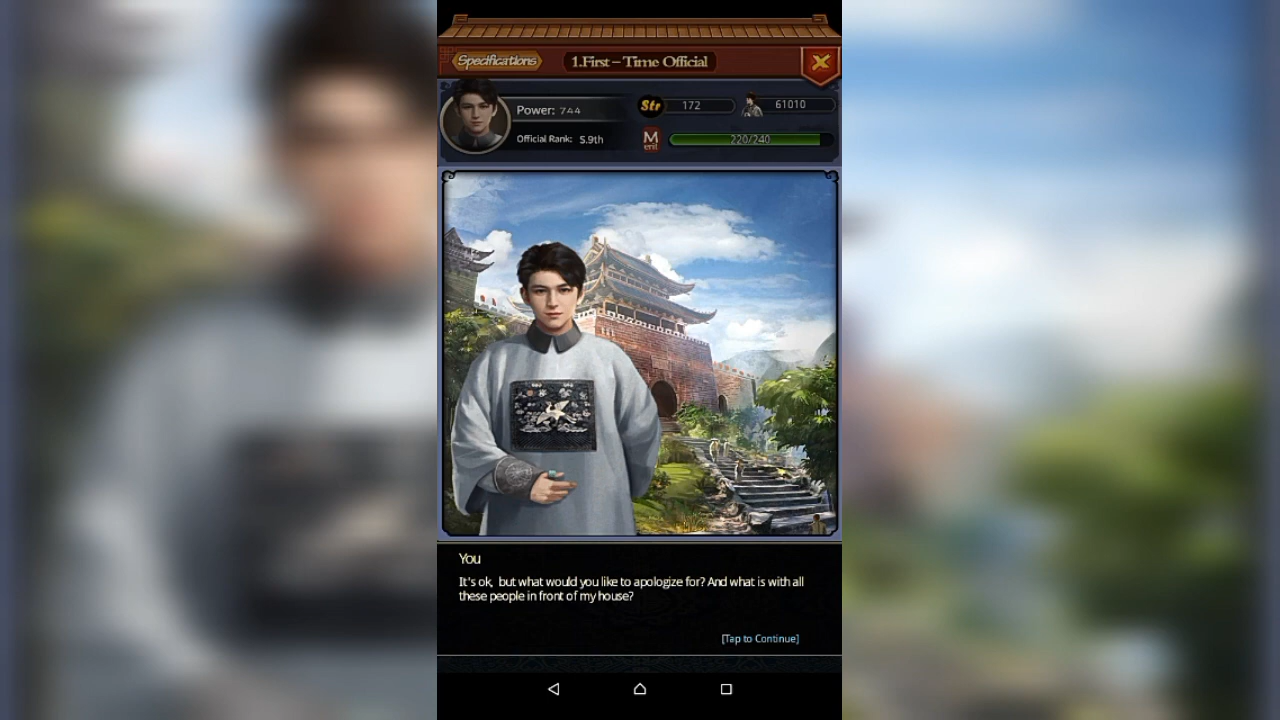 Specifications
1.First-Time Official
Power: 744
Str 172
61010
Official Rank: 5.9th
Merit 220/240
You
It's ok, but what would you like to apologize for? And what is with all
these people in front of my house?
[Tap to Continue]